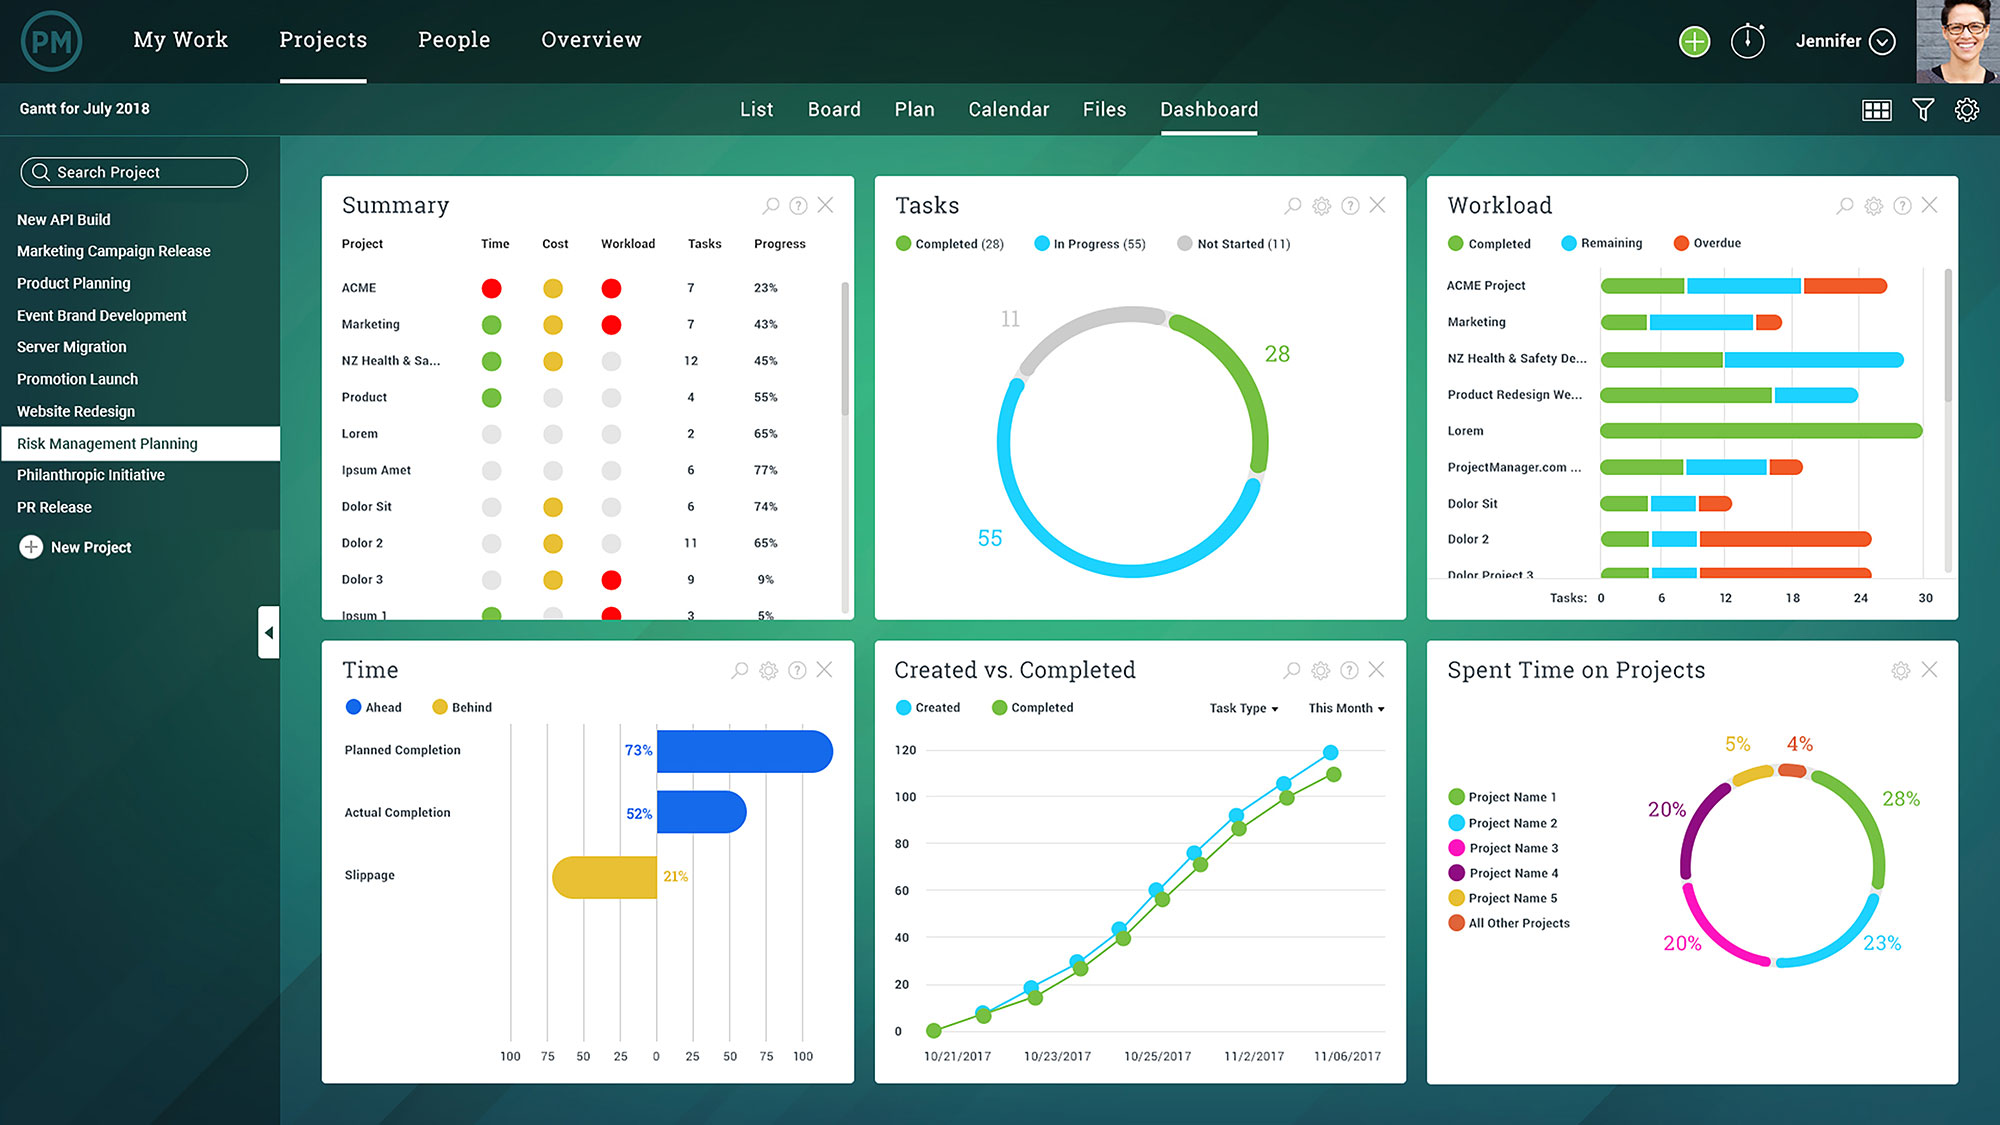 PM
My Work Projects People Overview
Jennifer
Gantt for July 2018
List Board Plan Calendar Files Dashboard
Search Project
New API Build
Marketing Campaign Release
Product Planning
Event Brand Development
Server Migration
Promotion Launch
Website Redesign
Risk Management Planning
Philanthropic Initiative
PR Release
New Project
Summary
Project Time Cost Workload Tasks Progress
ACME 7 23%
Marketing 7 43%
NZ Health & Sa... 12 45%
Product 4 55%
Lorem 2 65%
Ipsum Amet 6 77%
Dolor Sit 6 74%
Dolor 2 11 65%
Dolor 3 9 9%
Ipsum 1 3 5%
Tasks
Completed (28) In Progress (55) Not Started (11)
11
28
55
Workload
Completed Remaining Overdue
ACME Project
Marketing
NZ Health & Safety De...
Product Redesign We...
Lorem
ProjectManager.com ...
Dolor Sit
Dolor 2
Dolor Project 3
Tasks: 0 6 12 18 24 30
Time
Ahead Behind
Planned Completion 73%
Actual Completion 52%
Slippage 21%
100 75 50 25 0 25 50 75 100
Created vs. Completed
Created Completed Task Type This Month
120
100
80
60
40
20
0
10/21/2017 10/23/2017 10/25/2017 11/2/2017 11/06/2017
Spent Time on Projects
5% 4%
28%
20%
20%
23%
Project Name 1
Project Name 2
Project Name 3
Project Name 4
Project Name 5
All Other Projects